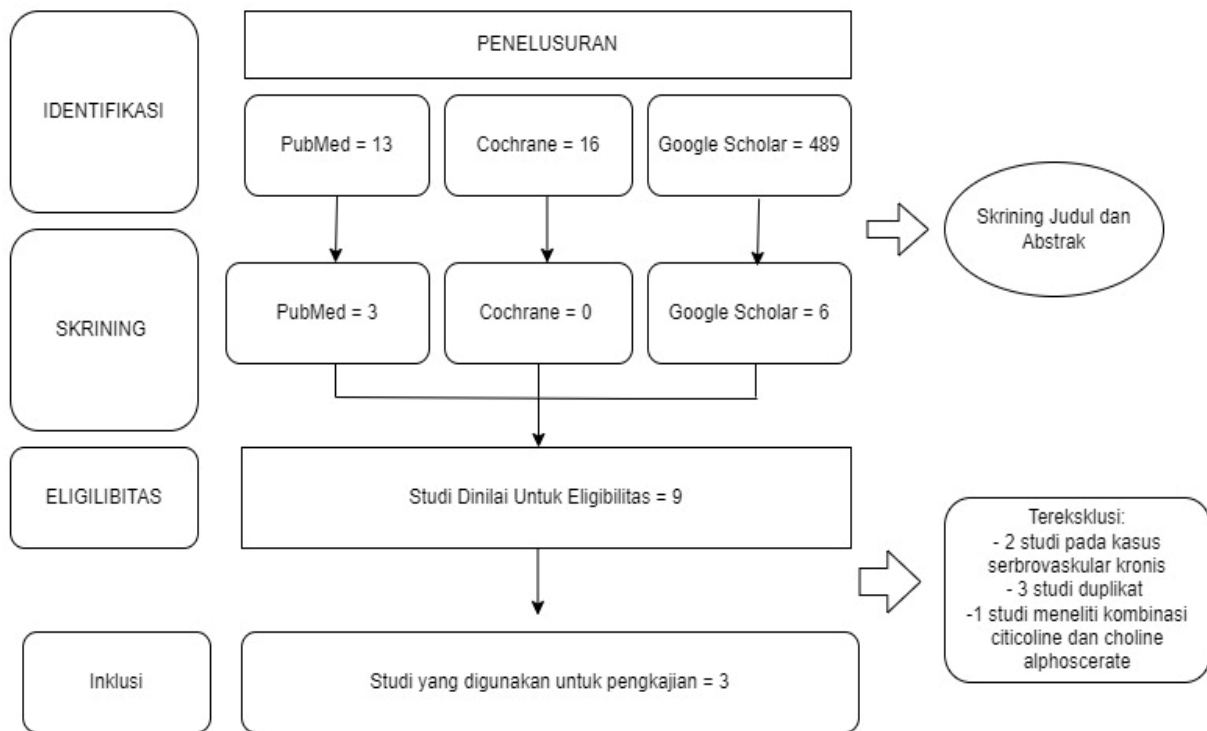 PENELUSURAN
IDENTIFIKASI
PubMed = 13
Cochrane = 16
Google Scholar = 489
Skrining Judul dan
Abstrak
SKRINING
PubMed = 3
Cochrane = 0
Google Scholar = 6
ELIGILIBITAS
Studi Dinilai Untuk Eligibilitas = 9
Tereksklusi:
- 2 studi pada kasus
serbrovaskular kronis
- 3 studi duplikat
-1 studi meneliti kombinasi
citicoline dan choline
alphoscerate
Inklusi
Studi yang digunakan untuk pengkajian = 3